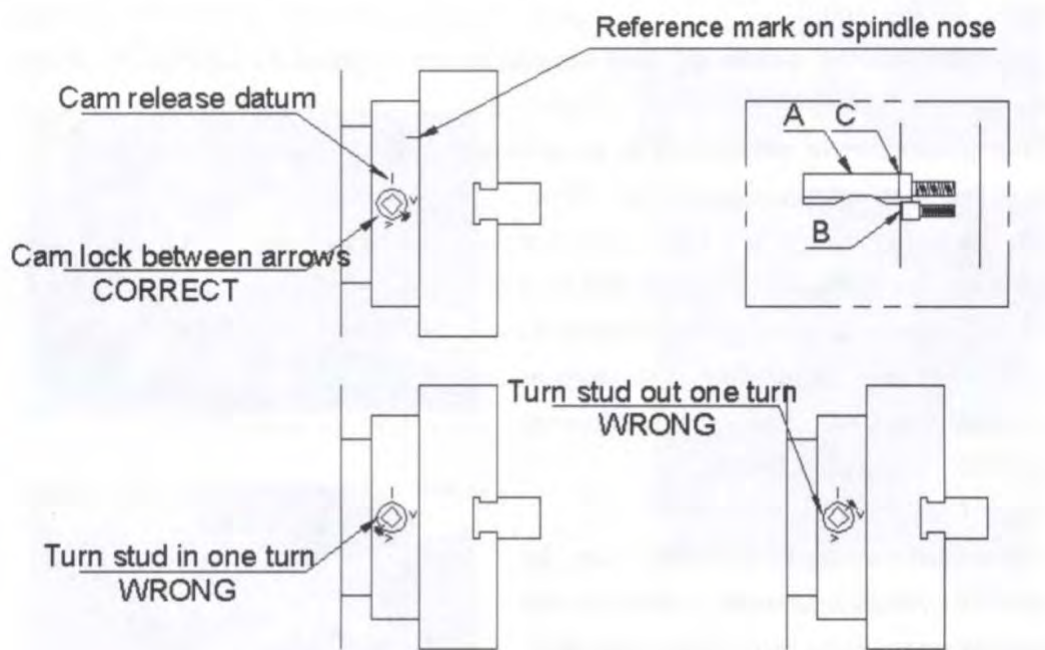 Reference mark on spindle nose
Cam release datum
A C
B
Cam lock between arrows
CORRECT
Turn stud out one turn
WRONG
Turn stud in one turn
WRONG